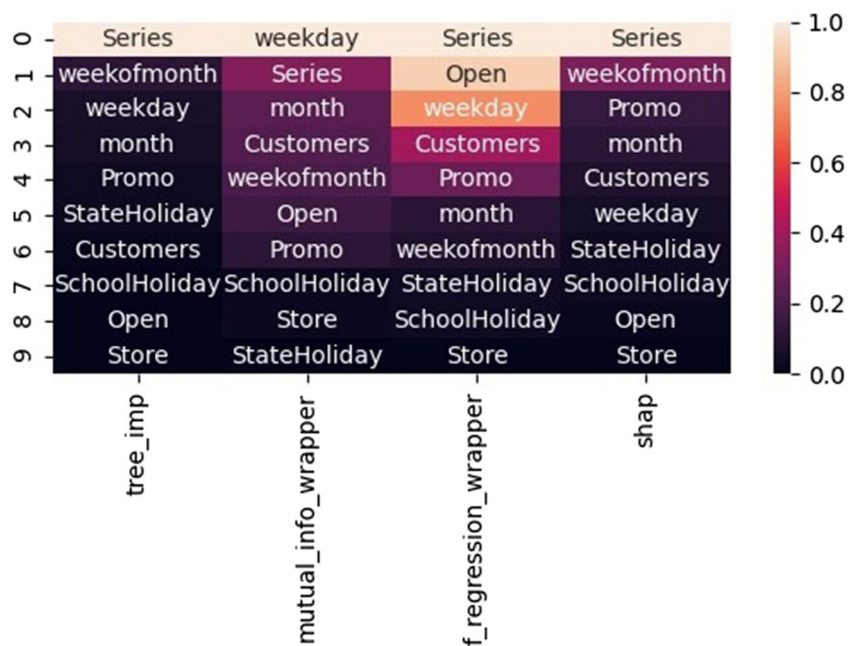 0 Series weekday Series Series 1.0
1 weekofmonth Series Open weekofmonth
2 weekday month weekday Promo 0.8
3 month Customers Customers month
4 Promo weekofmonth Promo Customers 0.6
5 StateHoliday Open month weekday 0.4
6 Customers Promo weekofmonth StateHoliday
7 SchoolHoliday SchoolHoliday StateHoliday SchoolHoliday 0.2
8 Open Store SchoolHoliday Open
9 Store StateHoliday Store Store 0.0
tree_imp
mutual_info_wrapper
f_regression_wrapper
shap